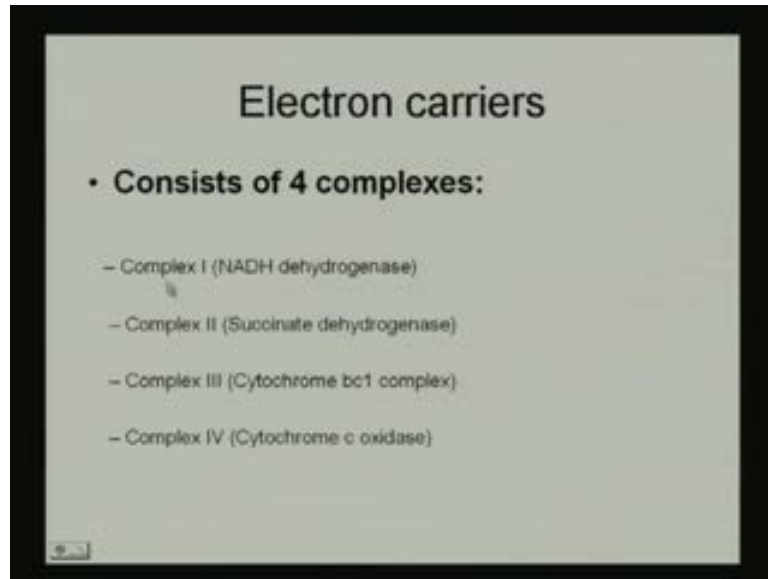 Electron carriers
• Consists of 4 complexes:
– Complex I (NADH dehydrogenase)
– Complex II (Succinate dehydrogenase)
– Complex III (Cytochrome bc1 complex)
– Complex IV (Cytochrome c oxidase)